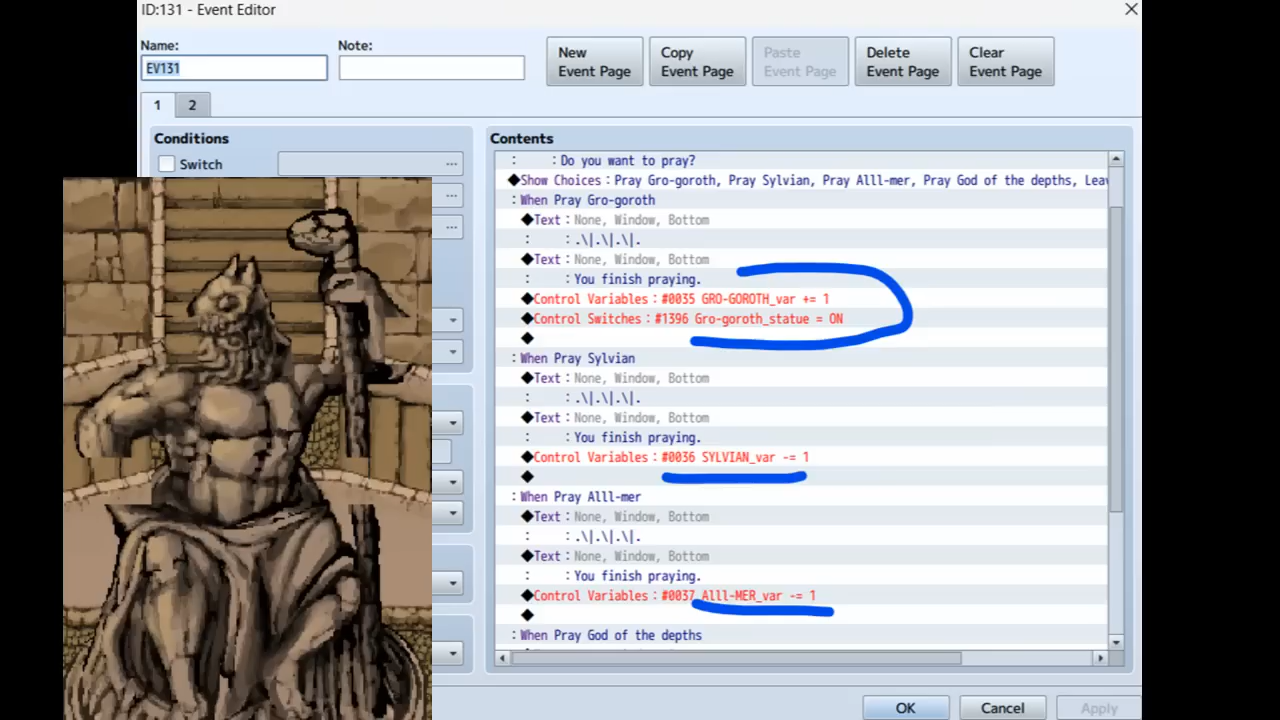 ID:131 - Event Editor
Name:
Note:
EV131
New
Event Page
Copy
Event Page
Paste
Event Page
Delete
Event Page
Clear
Event Page
1
2
Conditions
Switch
...
...
...
Contents
:      : Do you want to pray?
◆Show Choices : Pray Gro-goroth, Pray Sylvian, Pray Alll-mer, Pray God of the depths, Leav
: When Pray Gro-goroth
◆Text : None, Window, Bottom
:      : .\|.\|.\|.
◆Text : None, Window, Bottom
:      : You finish praying.
◆Control Variables : #0035 GRO-GOROTH_var += 1
◆Control Switches : #1396 Gro-goroth_statue = ON
◆
: When Pray Sylvian
◆Text : None, Window, Bottom
:      : .\|.\|.\|.
◆Text : None, Window, Bottom
:      : You finish praying.
◆Control Variables : #0036 SYLVIAN_var -= 1
◆
: When Pray Alll-mer
◆Text : None, Window, Bottom
:      : .\|.\|.\|.
◆Text : None, Window, Bottom
:      : You finish praying.
◆Control Variables : #0037 Alll-MER_var -= 1
◆
: When Pray God of the depths
OK
Cancel
Apply